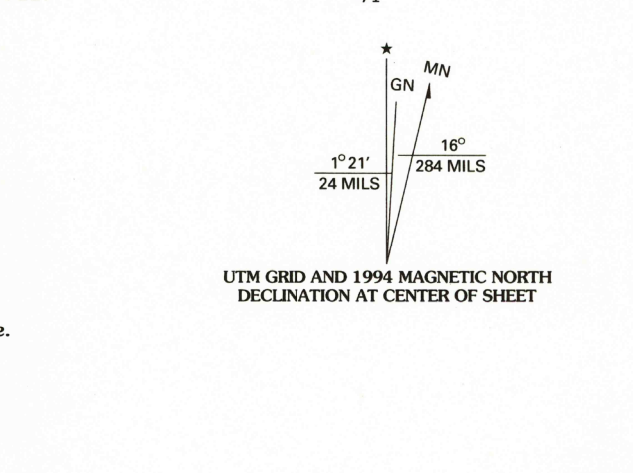 ★
MN
GN
16°
284 MILS
1°21′
24 MILS
UTM GRID AND 1994 MAGNETIC NORTH
DECLINATION AT CENTER OF SHEET
e.